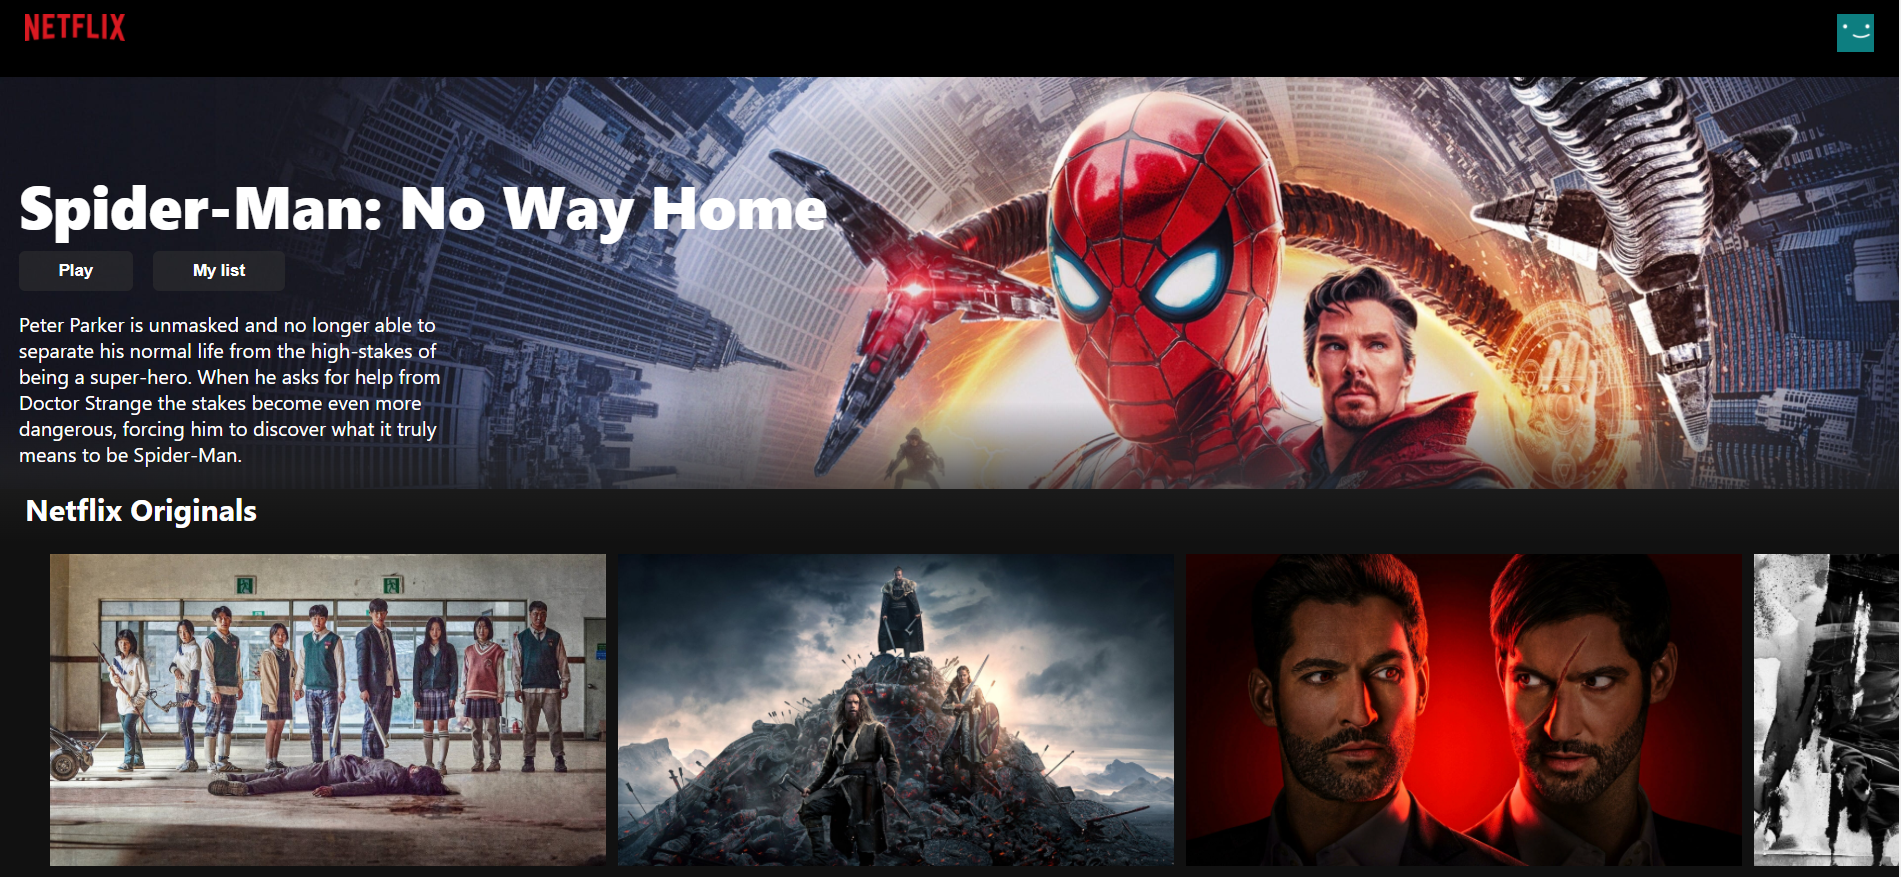 NETFLIX
Spider-Man: No Way Home
Play
My list
Peter Parker is unmasked and no longer able to
separate his normal life from the high-stakes of
being a super-hero. When he asks for help from
Doctor Strange the stakes become even more
dangerous, forcing him to discover what it truly
means to be Spider-Man.
Netflix Originals